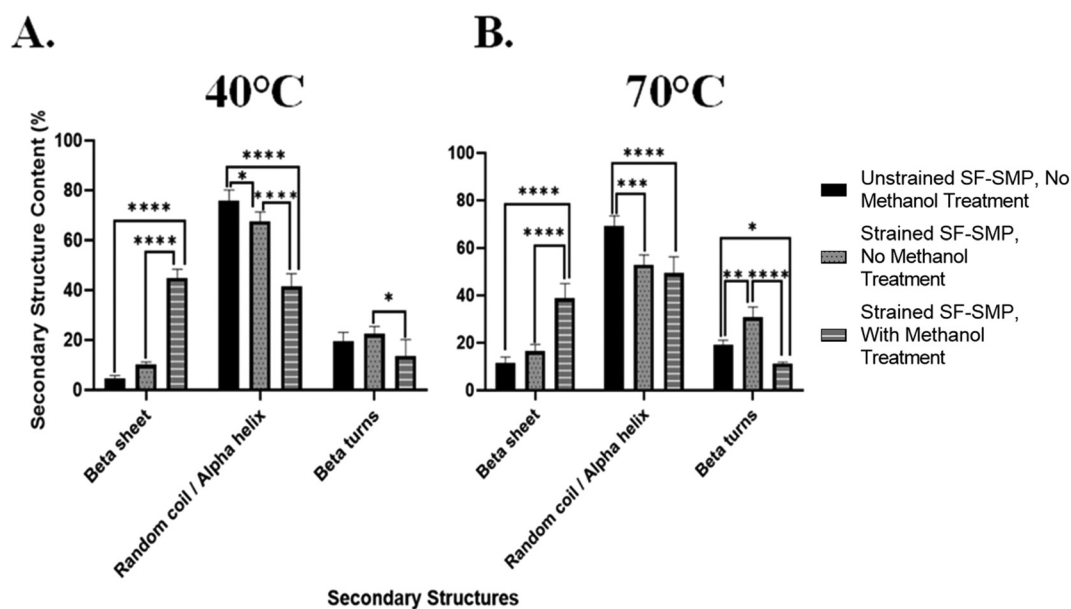 A.
B.
40°C
70°C
Secondary Structure Content (%
100
80
60
40
20
0
****
****
****
*
****
*
Beta sheet
Random coil / Alpha helix
Beta turns
100
80
60
40
20
0
****
****
****
***
*
**
****
Beta sheet
Random coil / Alpha helix
Beta turns
Secondary Structures
Unstrained SF-SMP, No
Methanol Treatment
Strained SF-SMP,
No Methanol
Treatment
Strained SF-SMP,
With Methanol
Treatment